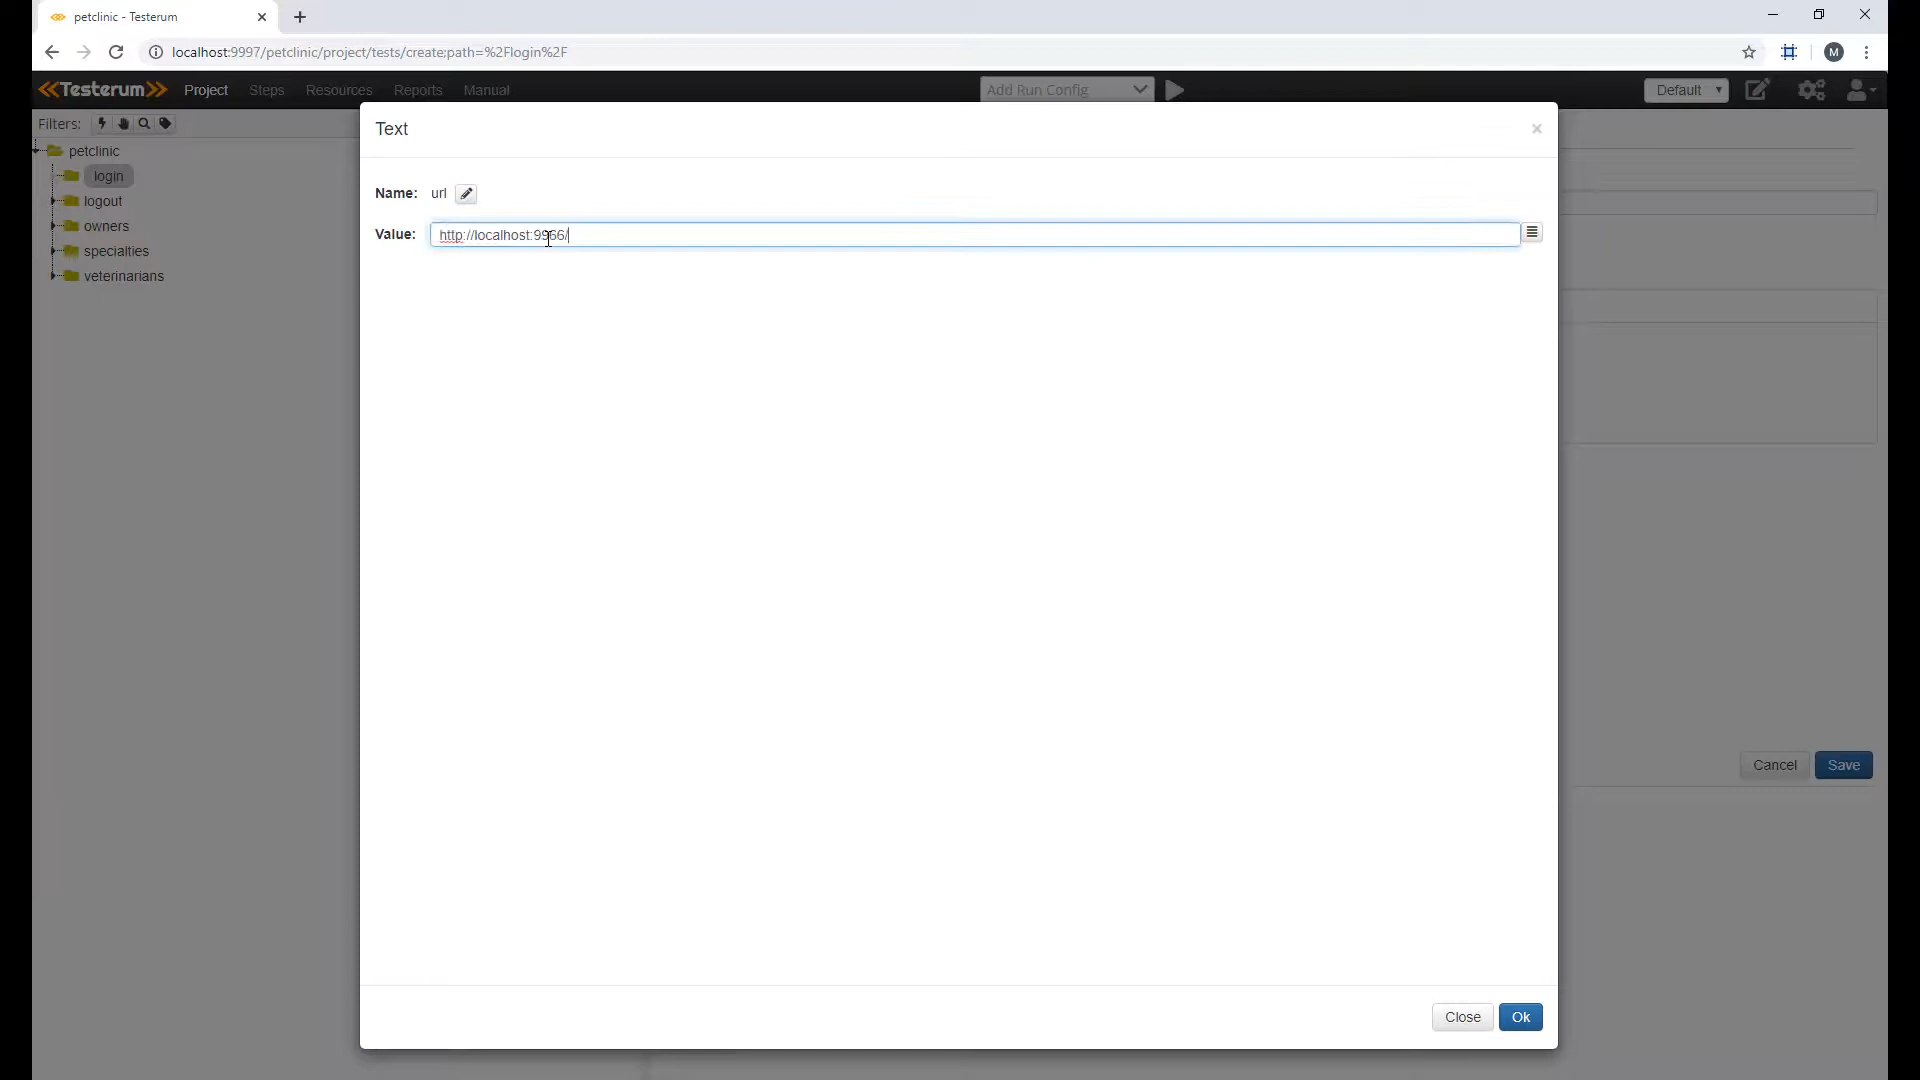 petclinic - Testerum
localhost:9997/petclinic/project/tests/create;path=%2Flogin%2F
M
Testerum Project Steps Resources Reports Manual Add Run Config Default
Filters:
petclinic
login
logout
owners
specialties
veterinarians
Text
Name: url
Value: http://localhost:9966/
Cancel Save
Close Ok